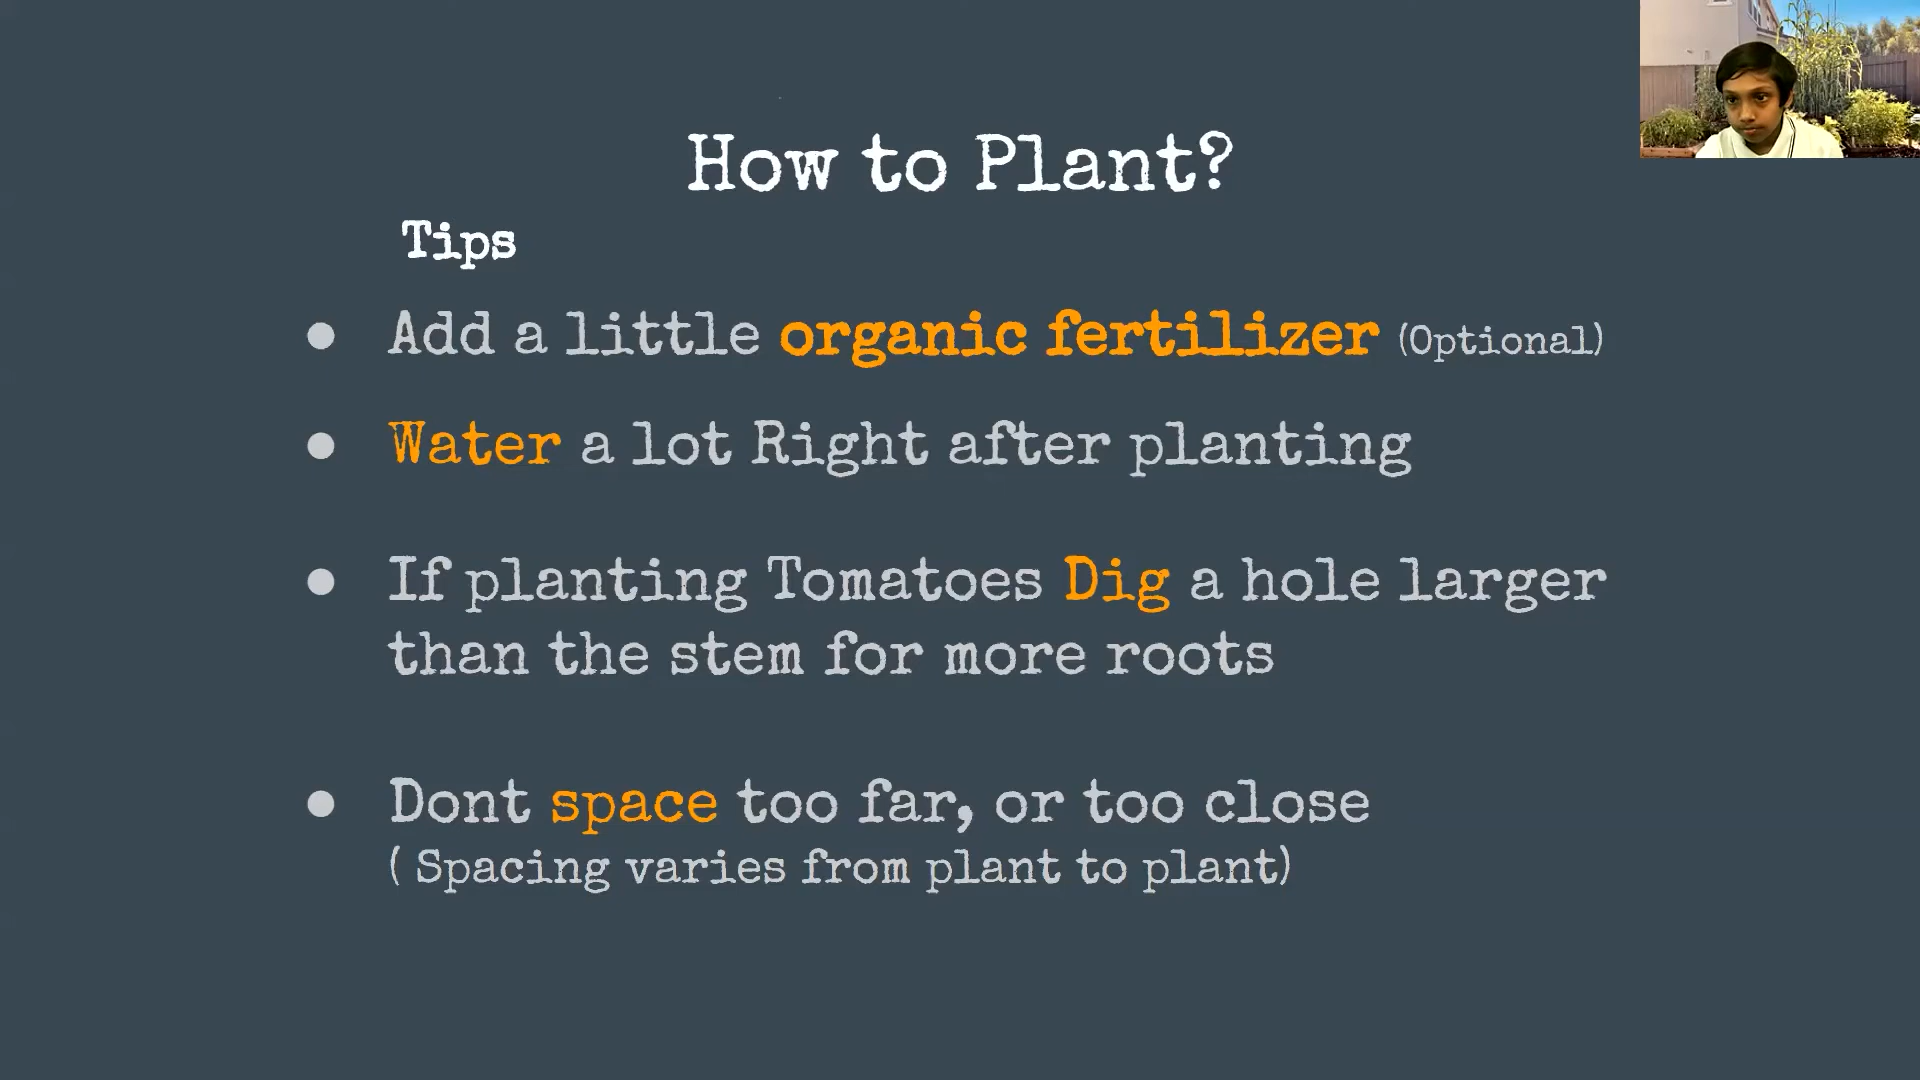 How to Plant?
Tips
● Add a little organic fertilizer (Optional)
● Water a lot Right after planting
● If planting Tomatoes Dig a hole larger
than the stem for more roots
● Dont space too far, or too close
( Spacing varies from plant to plant)